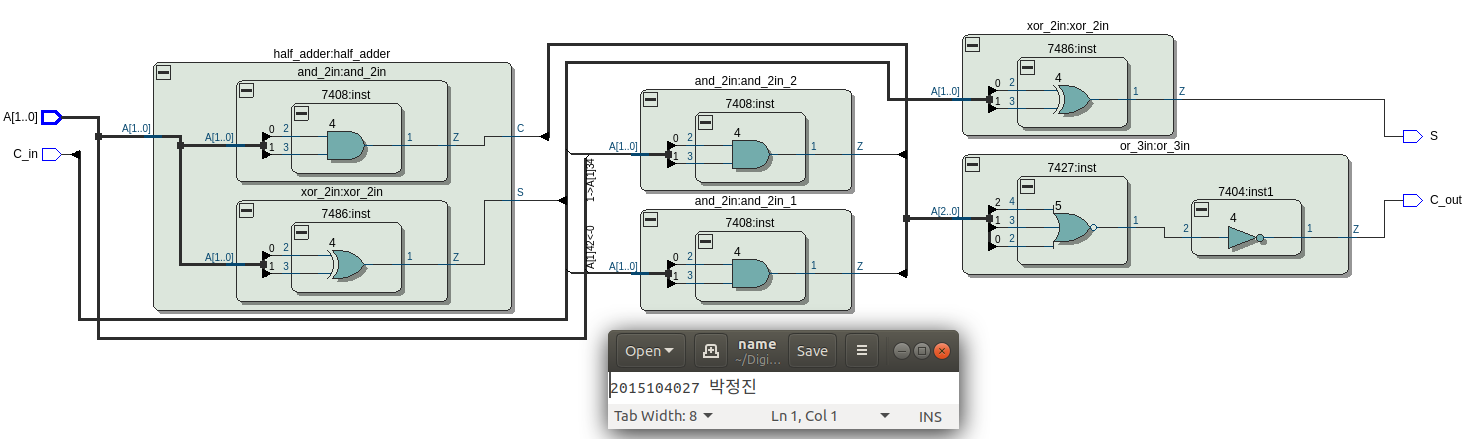 xor_2in:xor_2in
7486:inst
4
0 2
1 3
1 Z
A[1..0]
S
half_adder:half_adder
and_2in:and_2in
7408:inst
4
0 2
1 3
1 Z
C
A[1..0]
A[1..0]
A[1..0]
C_in
xor_2in:xor_2in
7486:inst
4
0 2
1 3
1 Z
S
A[1..0]
and_2in:and_2in_2
7408:inst
4
0 2
1 3
1 Z
A[1..0]
1->A[1]34
A[1]42<-0
and_2in:and_2in_1
7408:inst
4
0 2
1 3
1 Z
A[1..0]
or_3in:or_3in
7427:inst
5
2 4
1 3
0 2
1
A[2..0]
7404:inst1
4
2
1 Z
C_out
Open
name
~/Digi...
Save
2015104027 박정진
Tab Width: 8
Ln 1, Col 1
INS